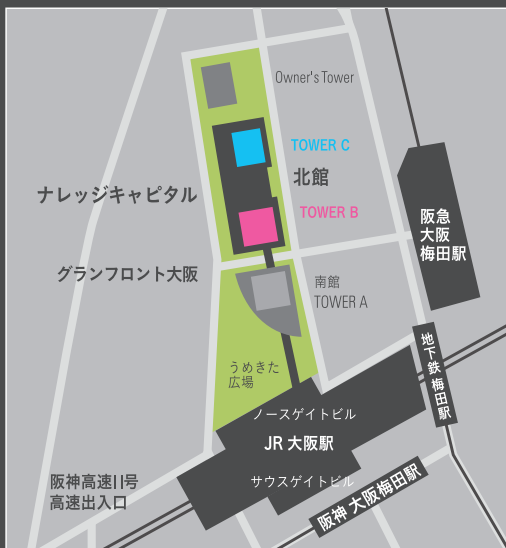 Owner's Tower
TOWER C
北館
ナレッジキャピタル
TOWER B
阪急
大阪
梅田駅
グランフロント大阪
南館
TOWER A
地下鉄 梅田駅
うめきた
広場
ノースゲイトビル
JR 大阪駅
サウスゲイトビル
阪神高速11号
高速出入口
阪神 大阪梅田駅